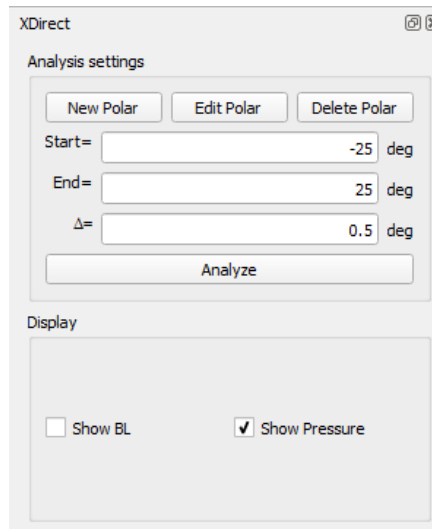 XDirect
Analysis settings
New Polar Edit Polar Delete Polar
Start= -25 deg
End= 25 deg
Δ= 0.5 deg
Analyze
Display
Show BL Show Pressure